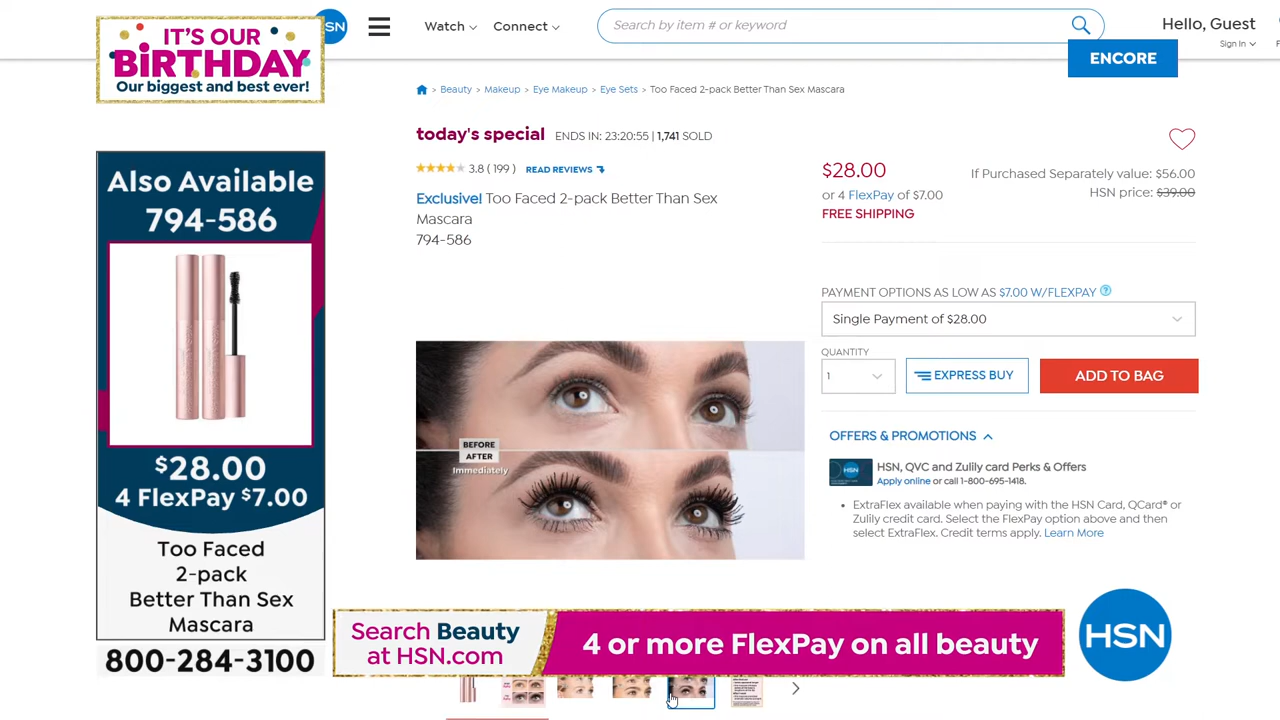 IT'S OUR
BiRTHDAY
Our biggest and best ever!
Watch
Connect
Search by item # or keyword
Hello, Guest
Sign In
ENCORE
Beauty > Makeup > Eye Makeup > Eye Sets > Too Faced 2-pack Better Than Sex Mascara
Also Available
794-586
$28.00
4 FlexPay $7.00
Too Faced
2-pack
Better Than Sex
Mascara
800-284-3100
today's special ENDS IN: 23:20:55 | 1,741 SOLD
3.8 ( 199 ) READ REVIEWS
Exclusive! Too Faced 2-pack Better Than Sex
Mascara
794-586
BEFORE
AFTER
Immediately
$28.00
or 4 FlexPay of $7.00
FREE SHIPPING
If Purchased Separately value: $56.00
HSN price: $39.00
PAYMENT OPTIONS AS LOW AS $7.00 W/FLEXPAY ?
Single Payment of $28.00
QUANTITY
1
EXPRESS BUY
ADD TO BAG
OFFERS & PROMOTIONS
HSN
HSN, QVC and Zulily card Perks & Offers
Apply online or call 1-800-695-1418.
• ExtraFlex available when paying with the HSN Card, QCard® or
Zulily credit card. Select the FlexPay option above and then
select ExtraFlex. Credit terms apply. Learn More
Search Beauty
at HSN.com
4 or more FlexPay on all beauty
HSN